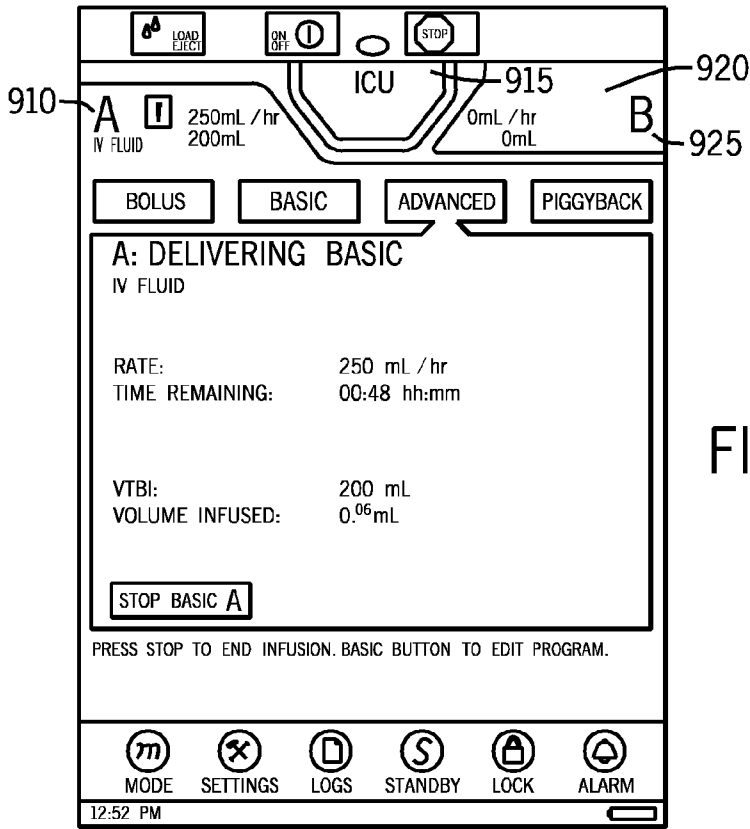 LOAD
EJECT
ON
OFF
STOP
910
A
IV FLUID
!
250mL /hr
200mL
ICU
915
0mL /hr
0mL
B
920
925
BOLUS
BASIC
ADVANCED
PIGGYBACK
A: DELIVERING BASIC
IV FLUID
RATE: 250 mL /hr
TIME REMAINING: 00:48 hh:mm
VTBI: 200 mL
VOLUME INFUSED: 0.06mL
STOP BASIC A
PRESS STOP TO END INFUSION. BASIC BUTTON TO EDIT PROGRAM.
m
S
MODE SETTINGS LOGS STANDBY LOCK ALARM
12:52 PM
FI